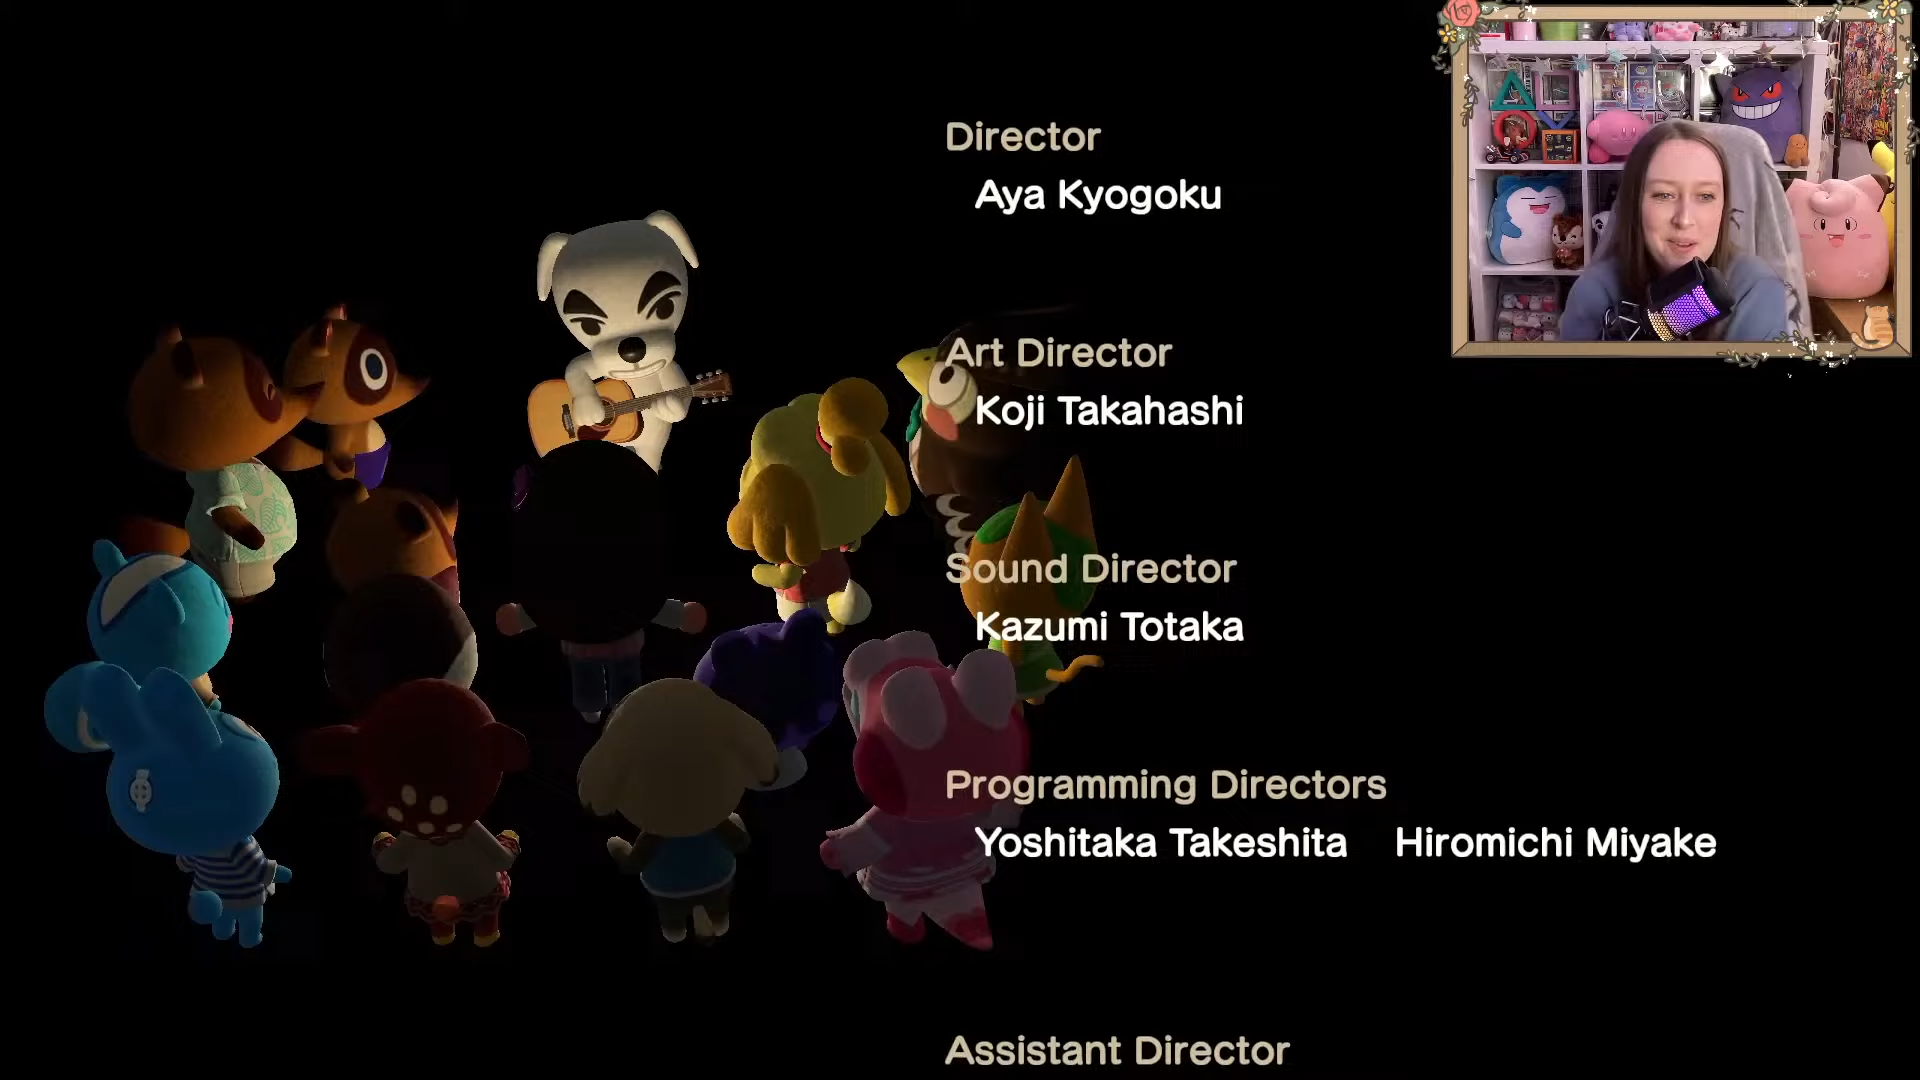 Director
Aya Kyogoku
Art Director
Koji Takahashi
Sound Director
Kazumi Totaka
Programming Directors
Yoshitaka Takeshita Hiromichi Miyake
Assistant Director